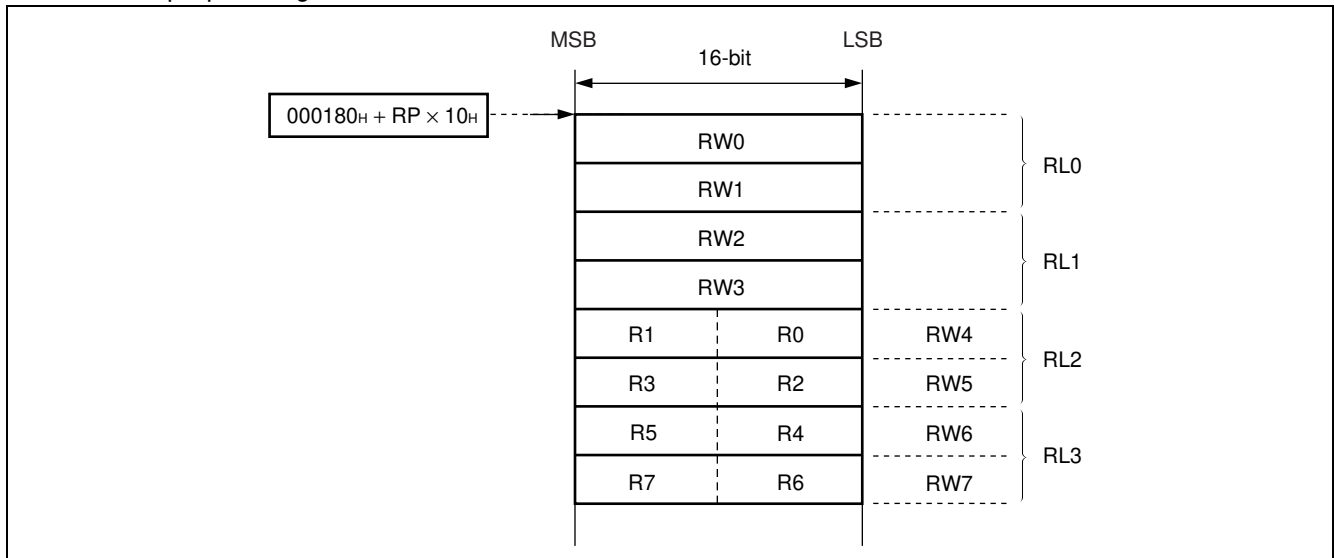 MSB LSB
16-bit
000180H + RP × 10H
RW0
RL0
RW1
RW2
RL1
RW3
R1 R0 RW4
RL2
R3 R2 RW5
R5 R4 RW6
RL3
R7 R6 RW7